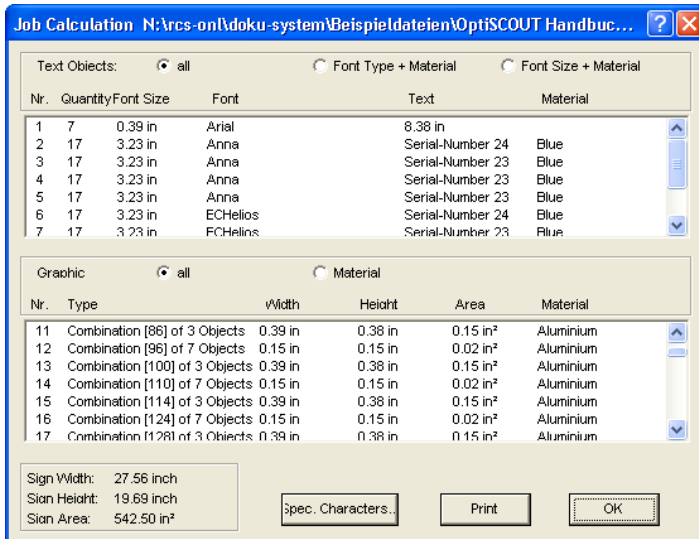 Job Calculation N:\rcs-onl\doku-system\Beispieldateien\OptiSCOUT Handbuc...
Text Objects: all Font Type + Material Font Size + Material
Nr. Quantity Font Size Font Text Material
1 7 0.39 in Arial 8.38 in
2 17 3.23 in Anna Serial-Number 24 Blue
3 17 3.23 in Anna Serial-Number 23 Blue
4 17 3.23 in Anna Serial-Number 23 Blue
5 17 3.23 in Anna Serial-Number 23 Blue
6 17 3.23 in ECHelios Serial-Number 24 Blue
7 17 3.23 in ECHelios Serial-Number 23 Blue
Graphic all Material
Nr. Type Width Height Area Material
11 Combination [86] of 3 Objects 0.39 in 0.38 in 0.15 in² Aluminium
12 Combination [96] of 7 Objects 0.15 in 0.15 in 0.02 in² Aluminium
13 Combination [100] of 3 Objects 0.39 in 0.38 in 0.15 in² Aluminium
14 Combination [110] of 7 Objects 0.15 in 0.15 in 0.02 in² Aluminium
15 Combination [114] of 3 Objects 0.39 in 0.38 in 0.15 in² Aluminium
16 Combination [124] of 7 Objects 0.15 in 0.15 in 0.02 in² Aluminium
17 Combination [128] of 3 Objects 0.39 in 0.38 in 0.15 in² Aluminium
Sign Width: 27.56 inch
Sign Height: 19.69 inch
Sign Area: 542.50 in²
Spec. Characters.. Print OK